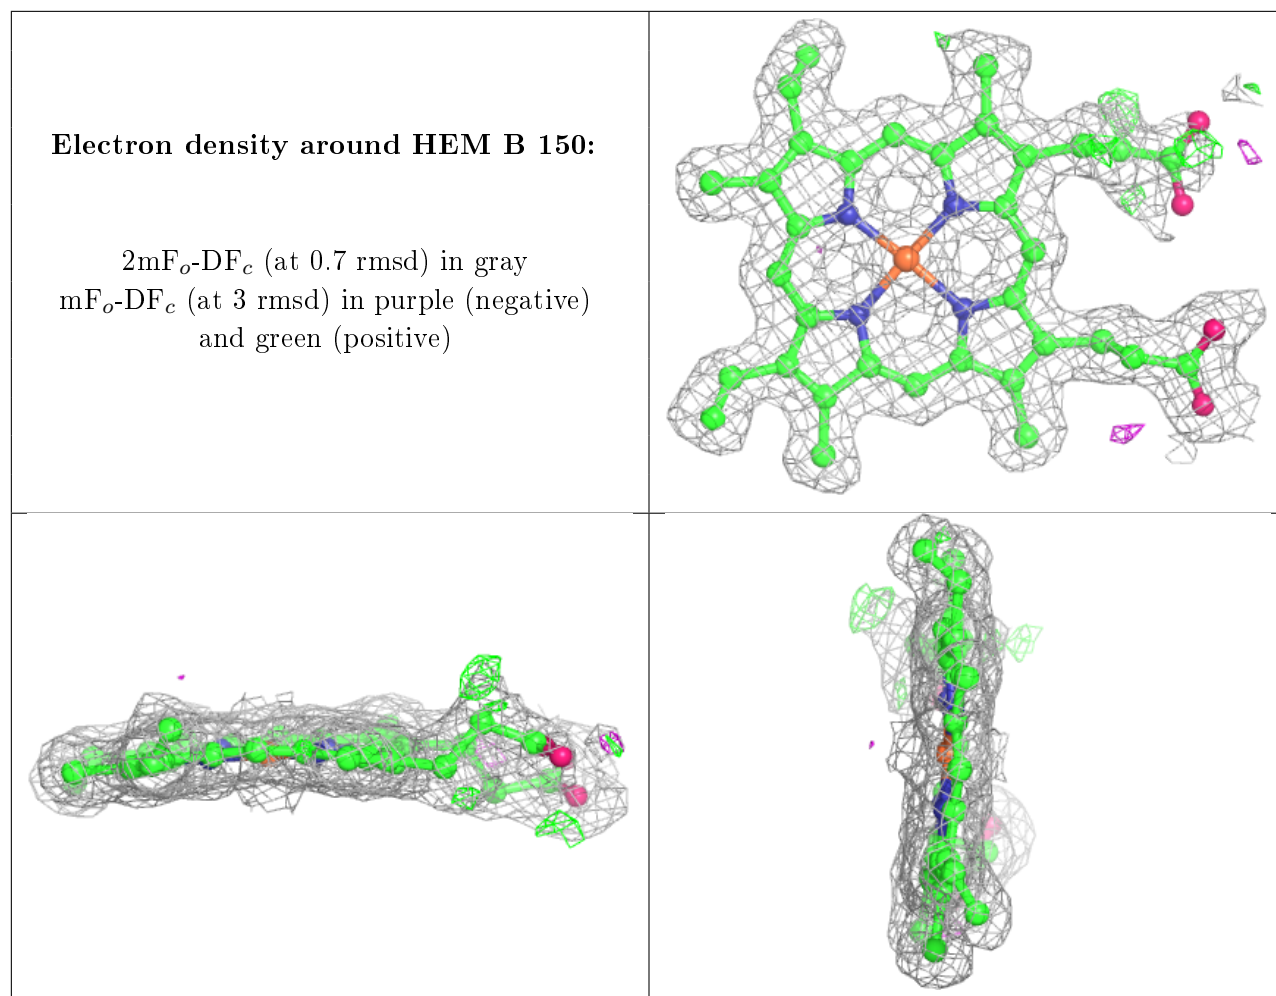 Electron density around HEM B 150:
2mF𝑜-DF𝑐 (at 0.7 rmsd) in gray
mF𝑜-DF𝑐 (at 3 rmsd) in purple (negative)
and green (positive)